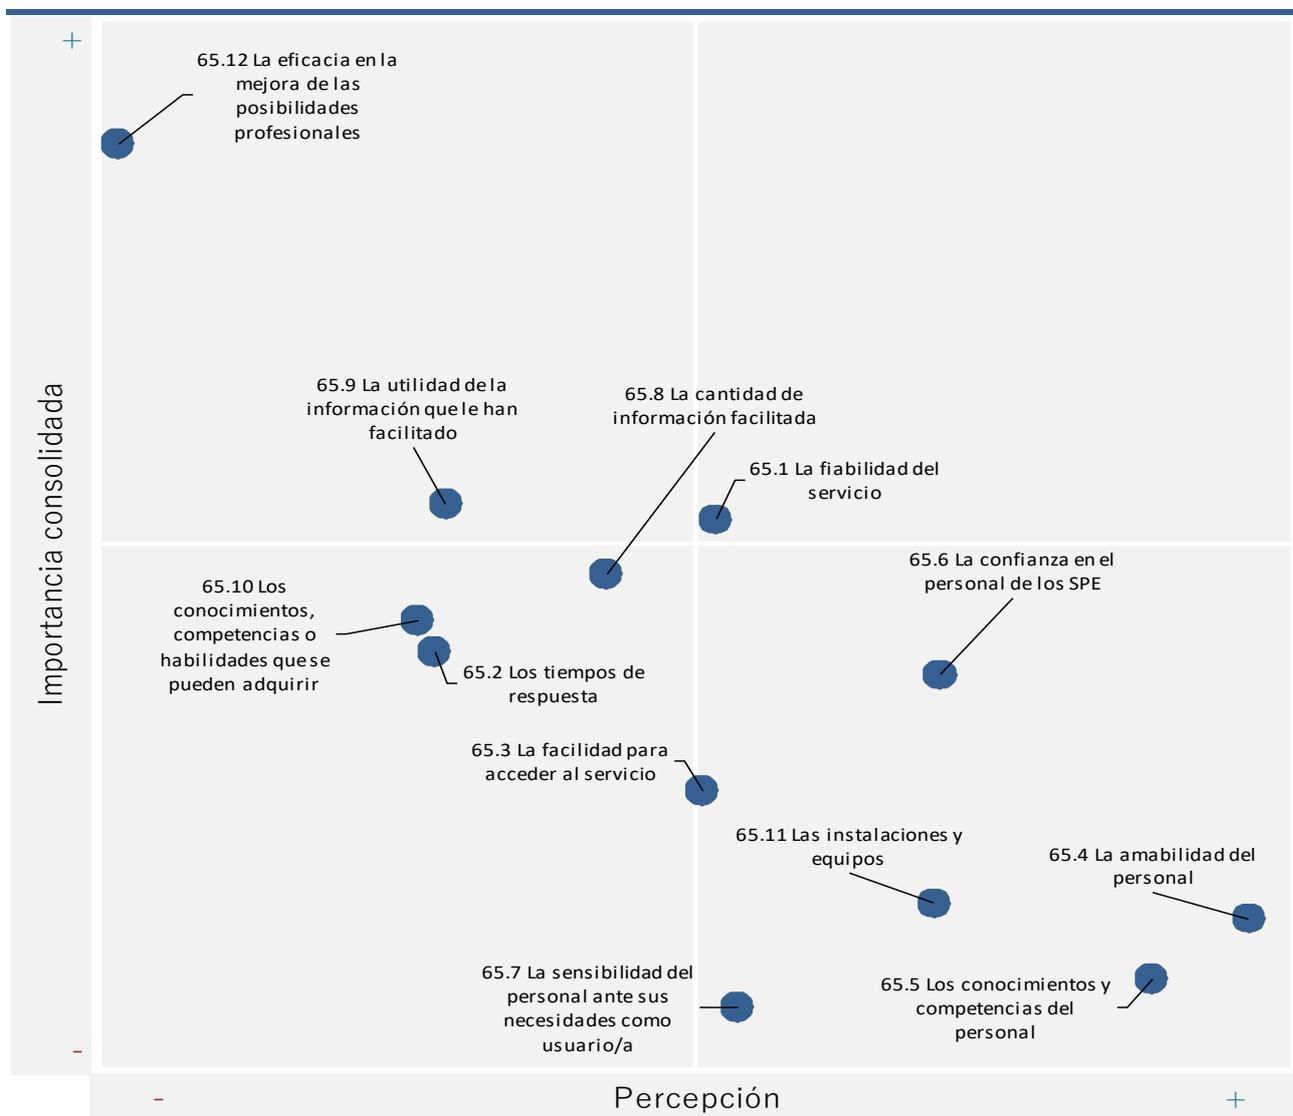 +
65.12 La eficacia en la
mejora de las
posibilidades
profesionales
65.9 La utilidad de la
información que le han
facilitado
65.8 La cantidad de
información facilitada
65.1 La fiabilidad del
servicio
Importancia consolidada
65.6 La confianza en el
personal de los SPE
65.10 Los
conocimientos,
competencias o
habilidades que se
pueden adquirir
65.2 Los tiempos de
respuesta
65.3 La facilidad para
acceder al servicio
65.11 Las instalaciones y
equipos
65.4 La amabilidad del
personal
65.7 La sensibilidad del
personal ante sus
necesidades como
usuario/a
65.5 Los conocimientos y
competencias del
personal
-
-
Percepción
+